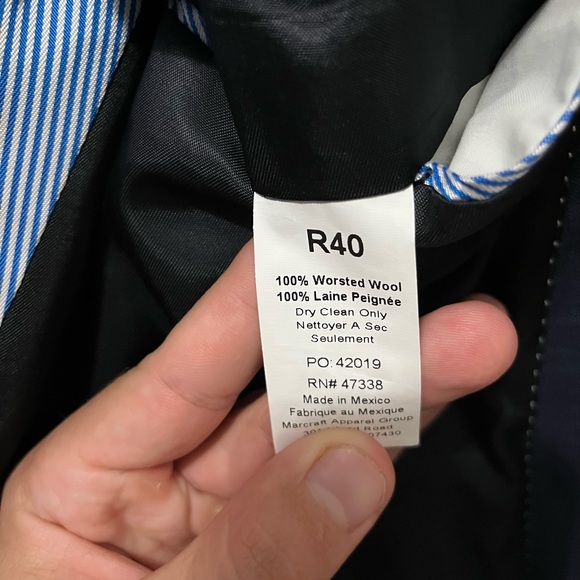 R40
100% Worsted Wool
100% Laine Peignée
Dry Clean Only
Nettoyer A Sec
Seulement
PO: 42019
RN# 47338
Made in Mexico
Fabrique au Mexique
Marcraft Apparel Group
Road